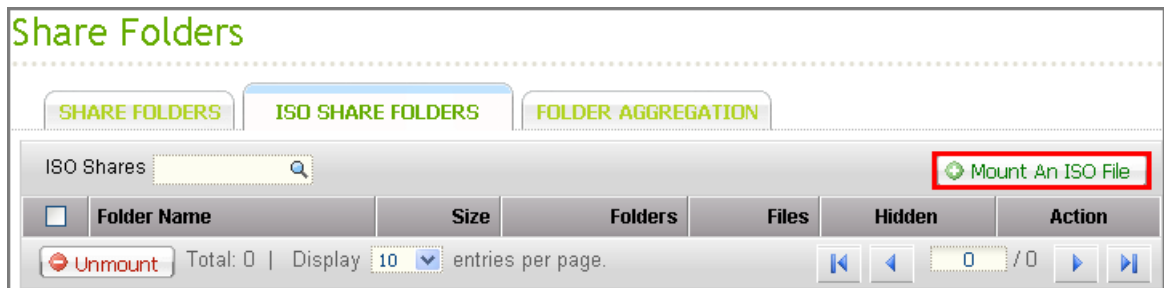 Share Folders
SHARE FOLDERS ISO SHARE FOLDERS FOLDER AGGREGATION
ISO Shares Mount An ISO File
Folder Name Size Folders Files Hidden Action
Unmount Total: 0 | Display 10 entries per page. 0 / 0